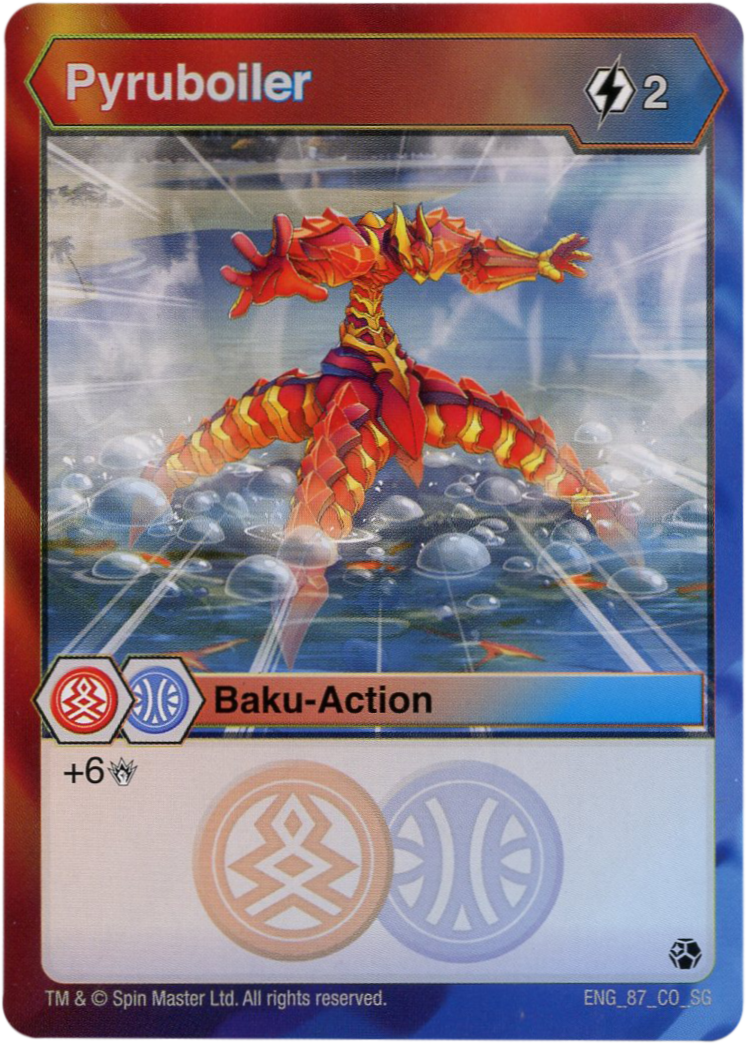 Pyruboiler
2
Baku-Action
+6
TM & © Spin Master Ltd. All rights reserved.
ENG_87_CO_SG